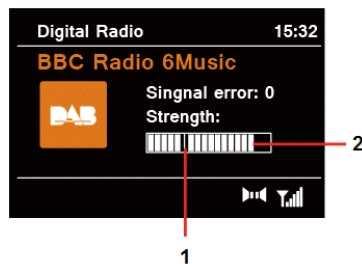 Digital Radio 15:32
BBC Radio 6Music
DAB
Singnal error: 0
Strength:
2
1